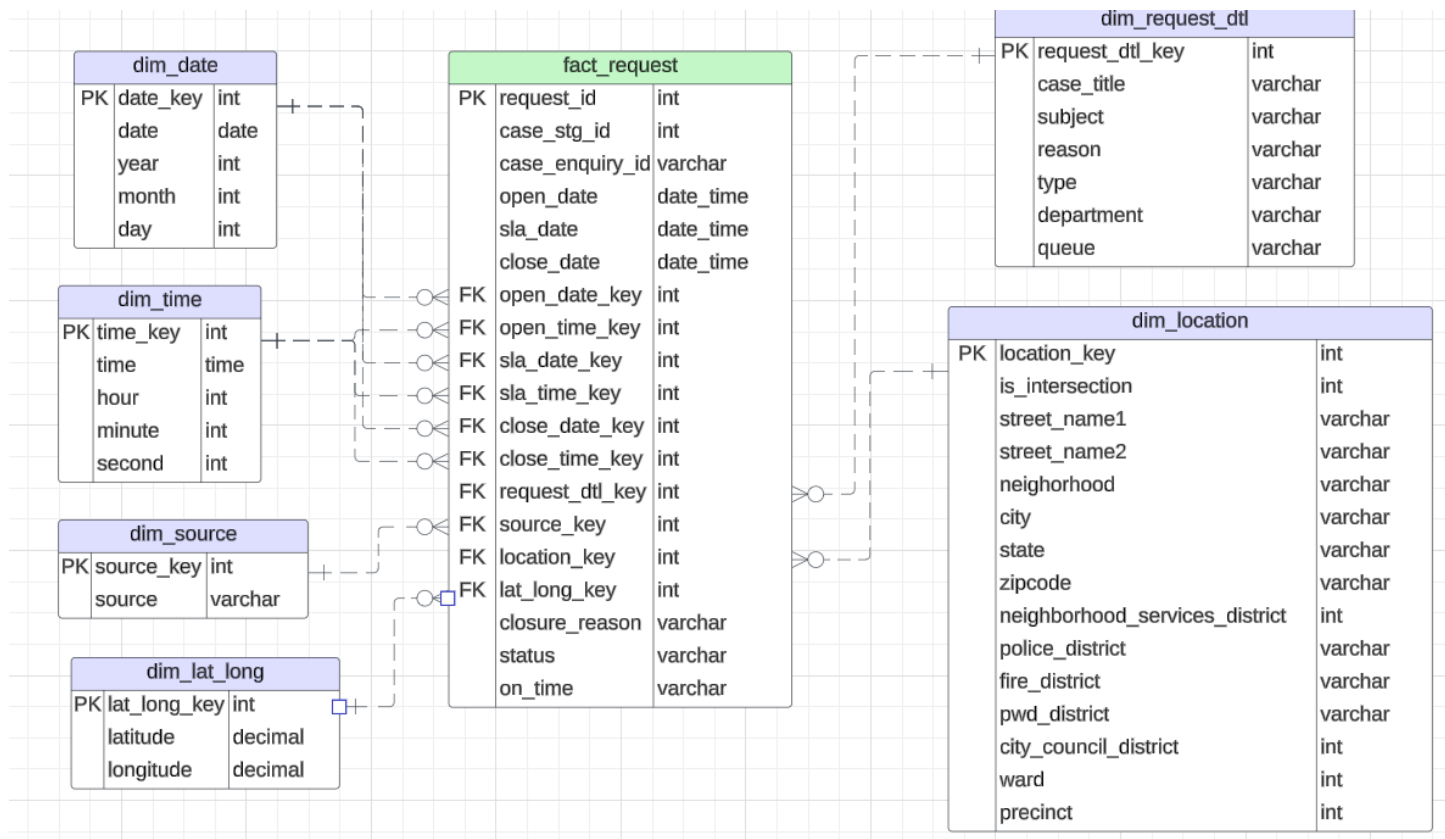 dim_date
PK date_key int
date date
year int
month int
day int
dim_time
PK time_key int
time time
hour int
minute int
second int
dim_source
PK source_key int
source varchar
dim_lat_long
PK lat_long_key int
latitude decimal
longitude decimal
fact_request
PK request_id int
case_stg_id int
case_enquiry_id varchar
open_date date_time
sla_date date_time
close_date date_time
FK open_date_key int
FK open_time_key int
FK sla_date_key int
FK sla_time_key int
FK close_date_key int
FK close_time_key int
FK request_dtl_key int
FK source_key int
FK location_key int
FK lat_long_key int
closure_reason varchar
status varchar
on_time varchar
dim_request_dtl
PK request_dtl_key int
case_title varchar
subject varchar
reason varchar
type varchar
department varchar
queue varchar
dim_location
PK location_key int
is_intersection int
street_name1 varchar
street_name2 varchar
neighorhood varchar
city varchar
state varchar
zipcode varchar
neighborhood_services_district int
police_district varchar
fire_district varchar
pwd_district varchar
city_council_district int
ward int
precinct int